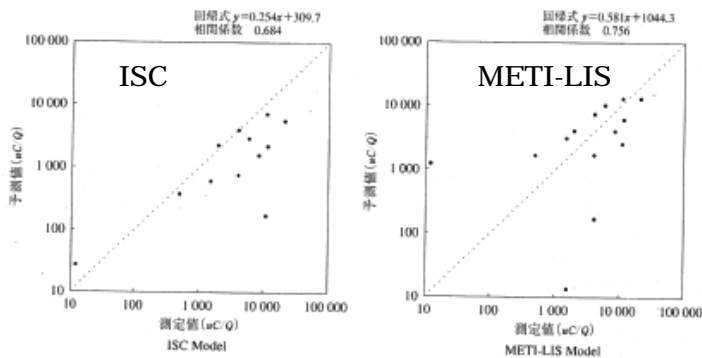 回帰式 y=0.254x+309.7
相関係数 0.684
ISC
100 000
10 000
1 000
100
10
予測値(uC/Q)
10
100
1 000
10 000
100 000
測定値(uC/Q)
ISC Model
回帰式 y=0.581x+1044.3
相関係数 0.756
METI-LIS
100 000
10 000
1 000
100
10
予測値(uC/Q)
10
100
1 000
10 000
100 000
測定値(uC/Q)
METI-LIS Model